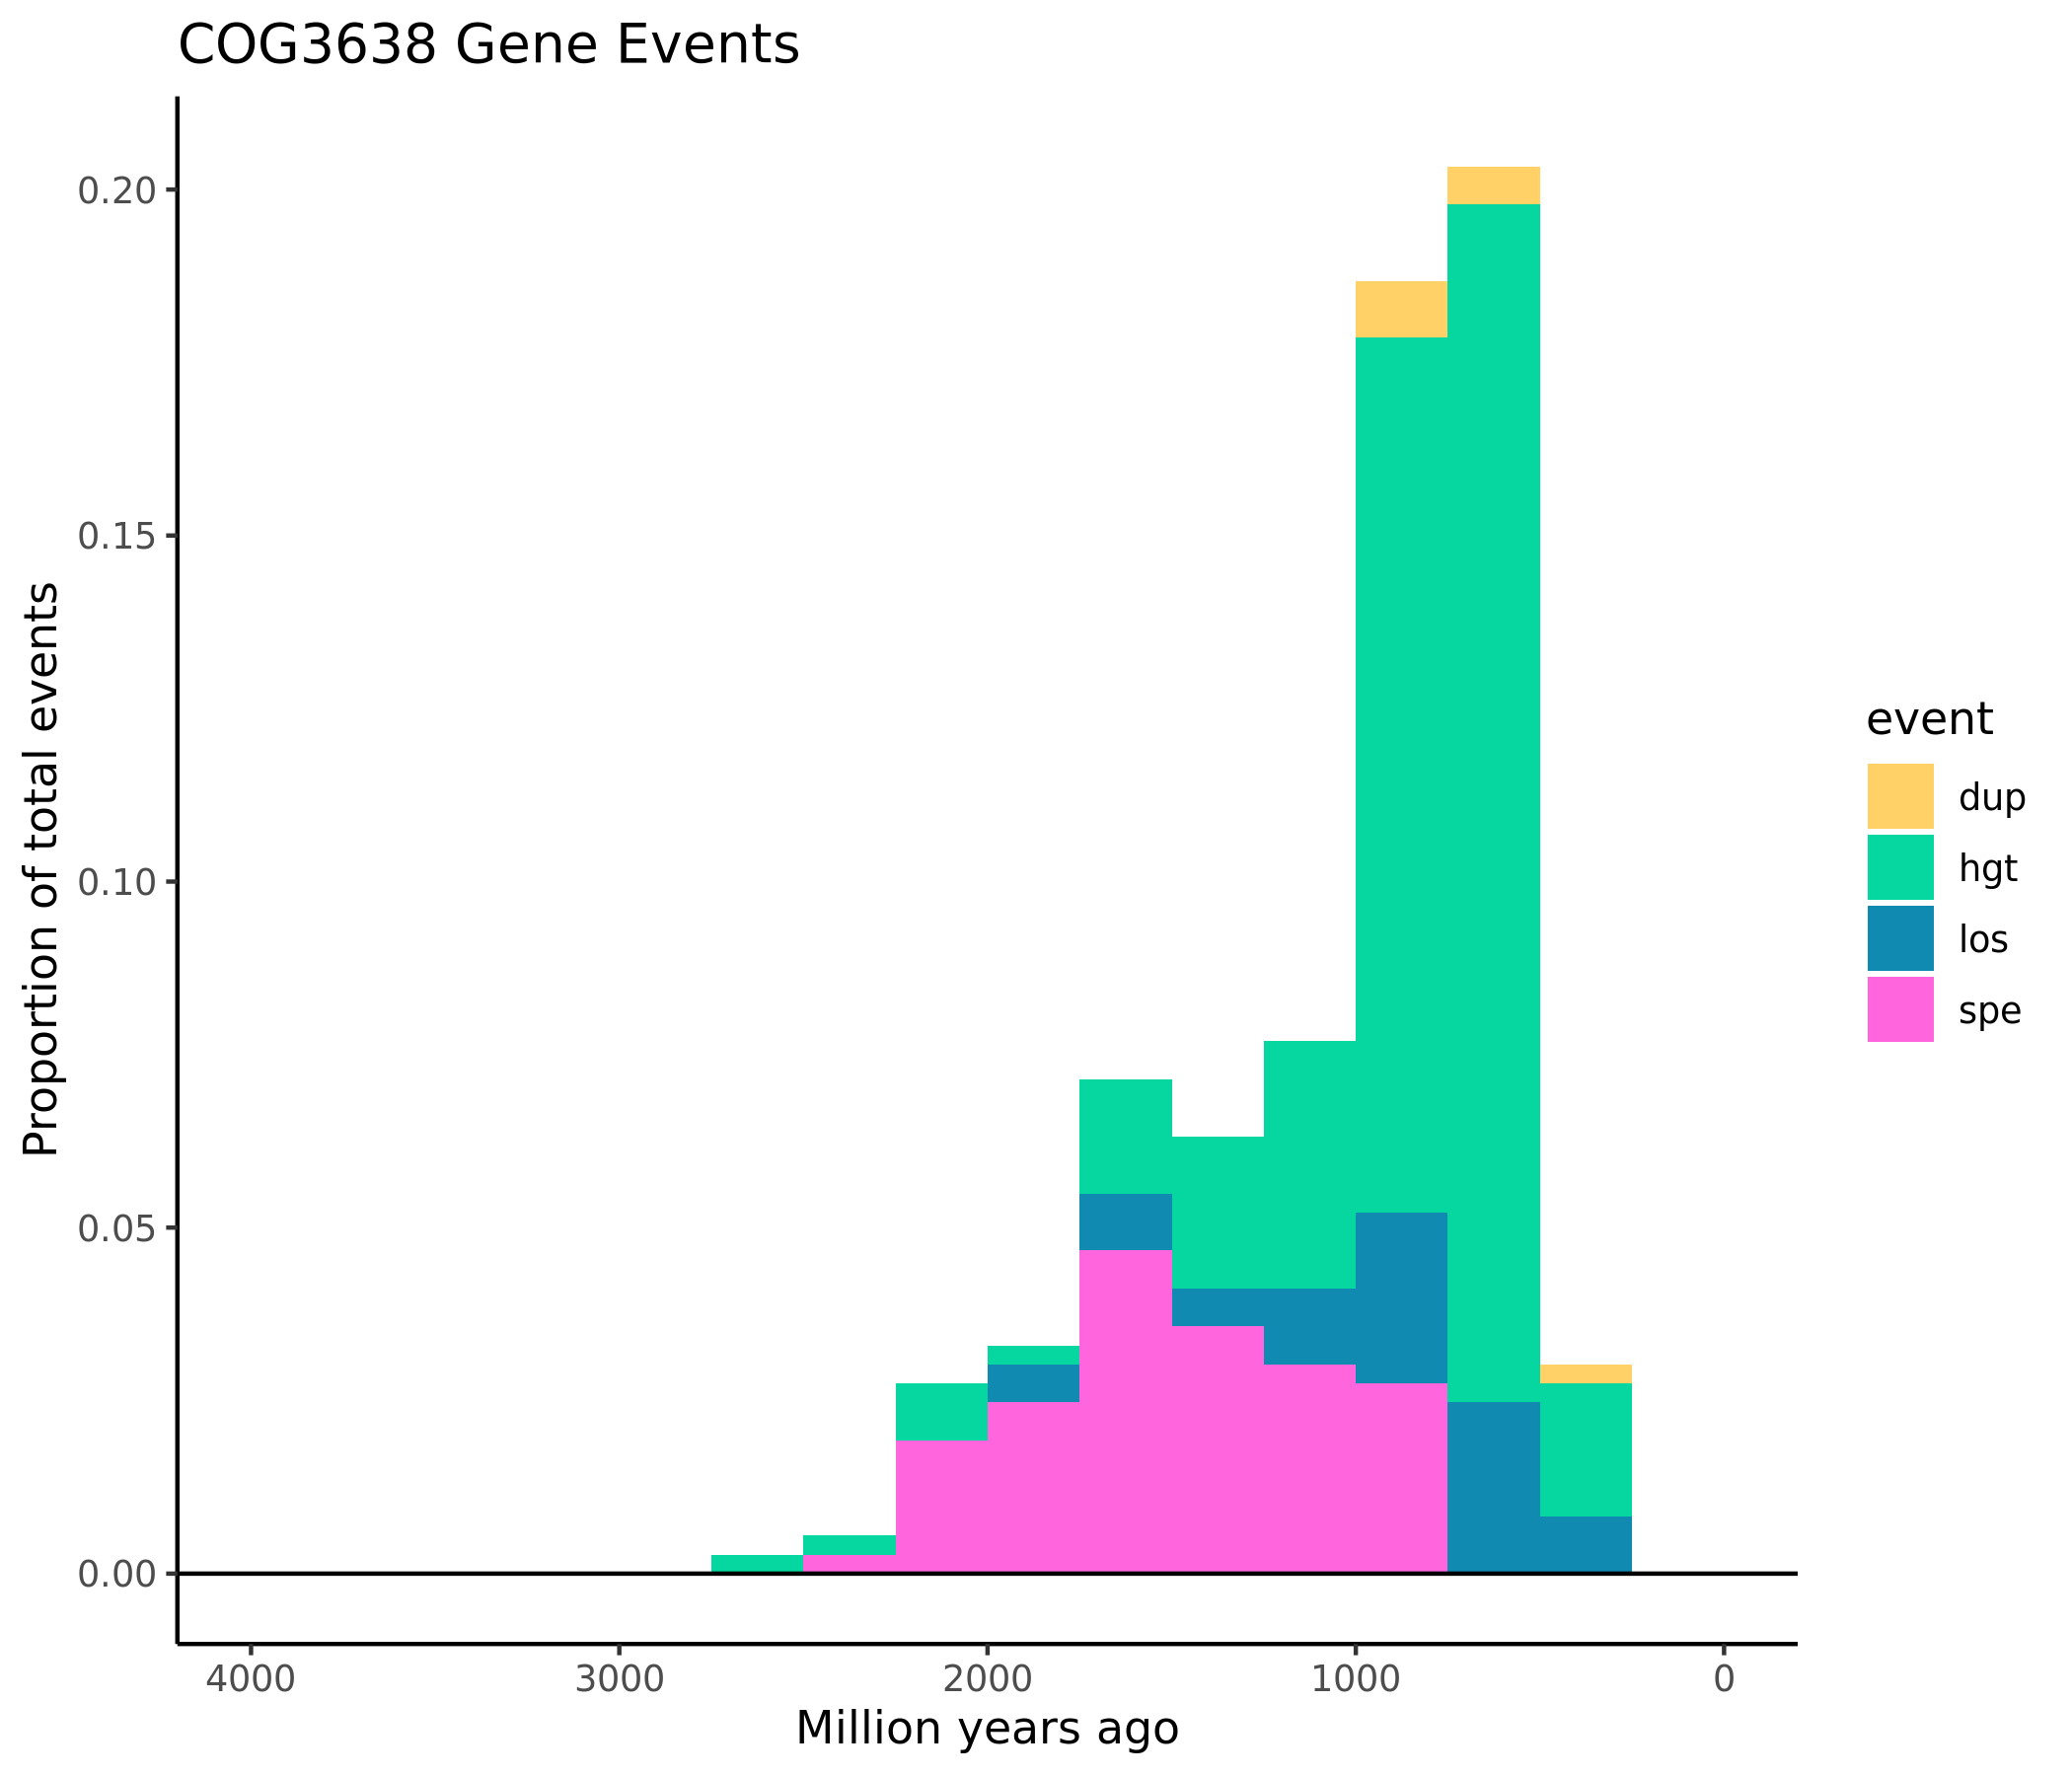 COG3638 Gene Events
Proportion of total events
0.20
0.15
0.10
0.05
0.00
4000 3000 2000 1000 0
Million years ago
event
dup
hgt
los
spe